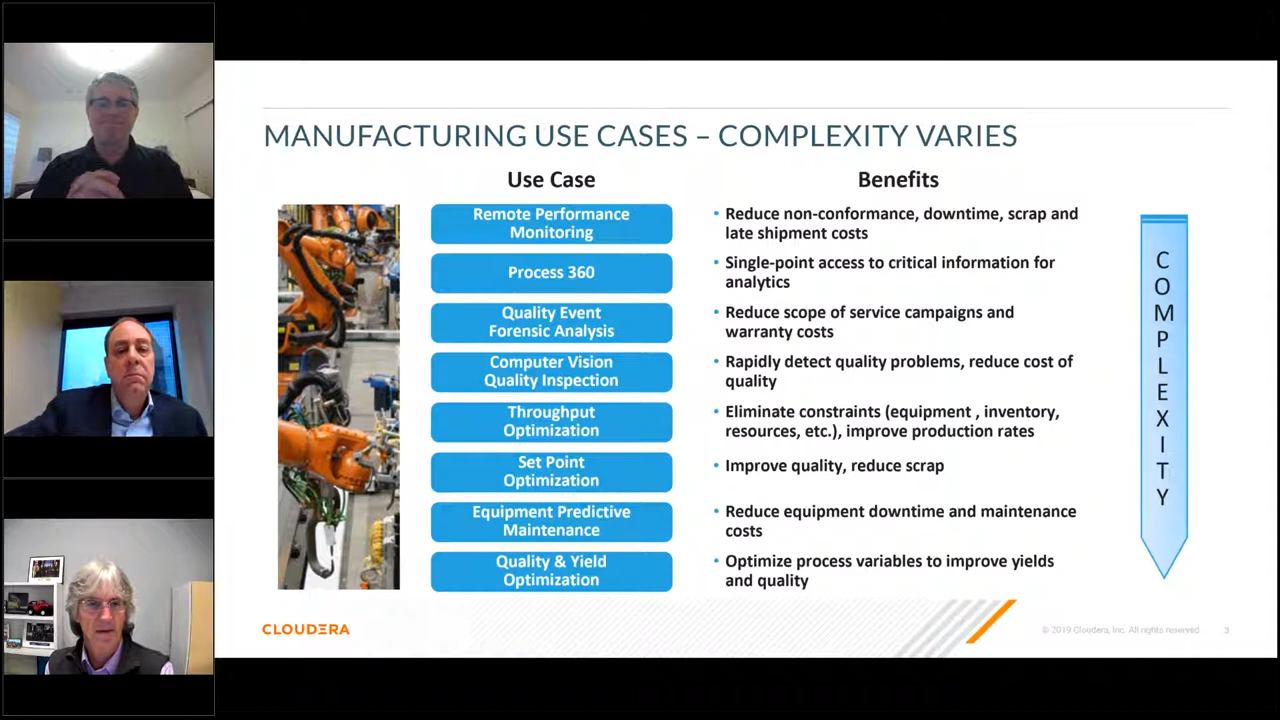 MANUFACTURING USE CASES – COMPLEXITY VARIES
Use Case
Benefits
Remote Performance
Monitoring
• Reduce non-conformance, downtime, scrap and
late shipment costs
Process 360
• Single-point access to critical information for
analytics
Quality Event
Forensic Analysis
• Reduce scope of service campaigns and
warranty costs
Computer Vision
Quality Inspection
• Rapidly detect quality problems, reduce cost of
quality
Throughput
Optimization
• Eliminate constraints (equipment , inventory,
resources, etc.), improve production rates
Set Point
Optimization
• Improve quality, reduce scrap
Equipment Predictive
Maintenance
• Reduce equipment downtime and maintenance
costs
Quality & Yield
Optimization
• Optimize process variables to improve yields
and quality
COMPLEXITY
CLOUDERA
© 2019 Cloudera, Inc. All rights reserved
3